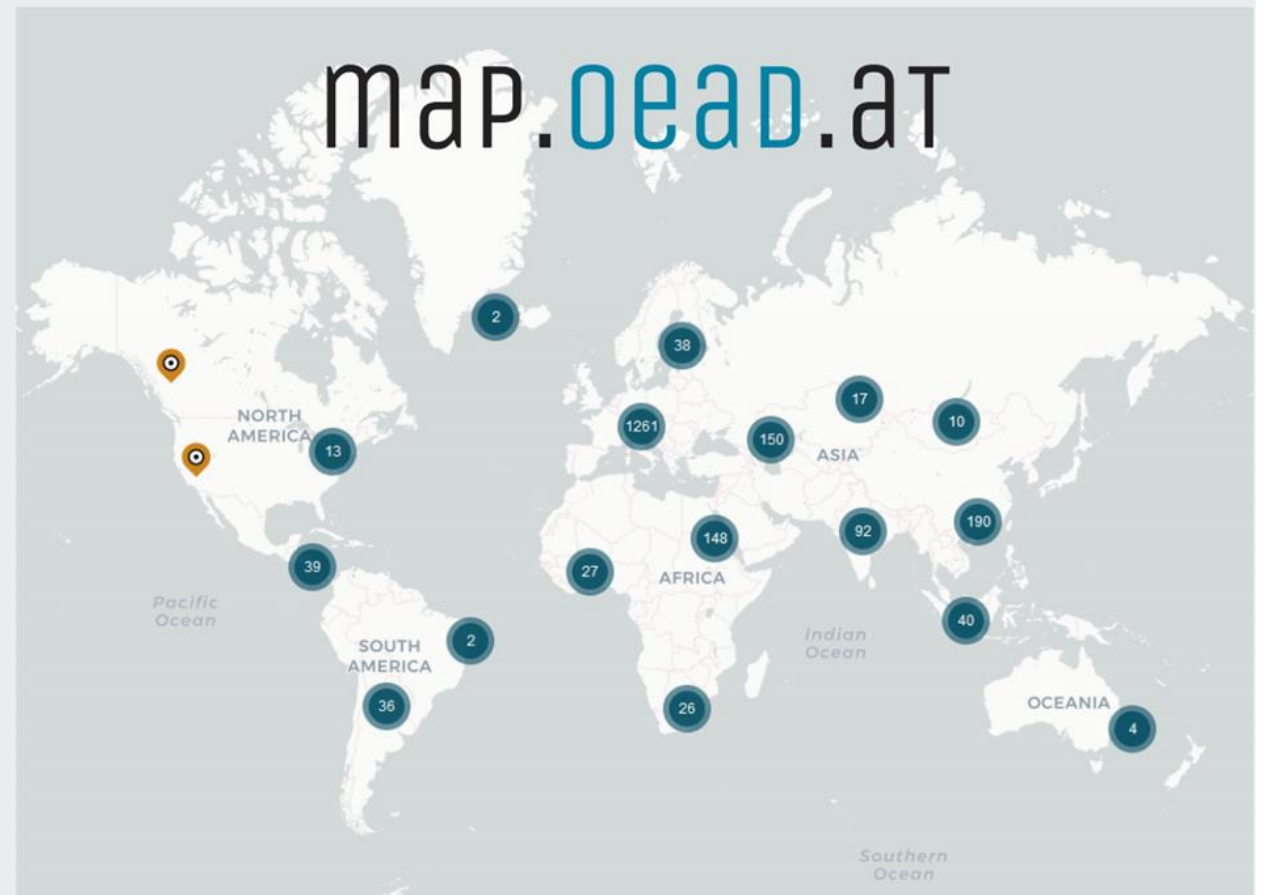 map.oead.at
2
38
17
10
1261
150
NORTH
AMERICA
13
ASIA
190
92
148
27
39
AFRICA
Pacific
Ocean
40
2
Indian
Ocean
SOUTH
AMERICA
36
26
OCEANIA
4
Southern
Ocean